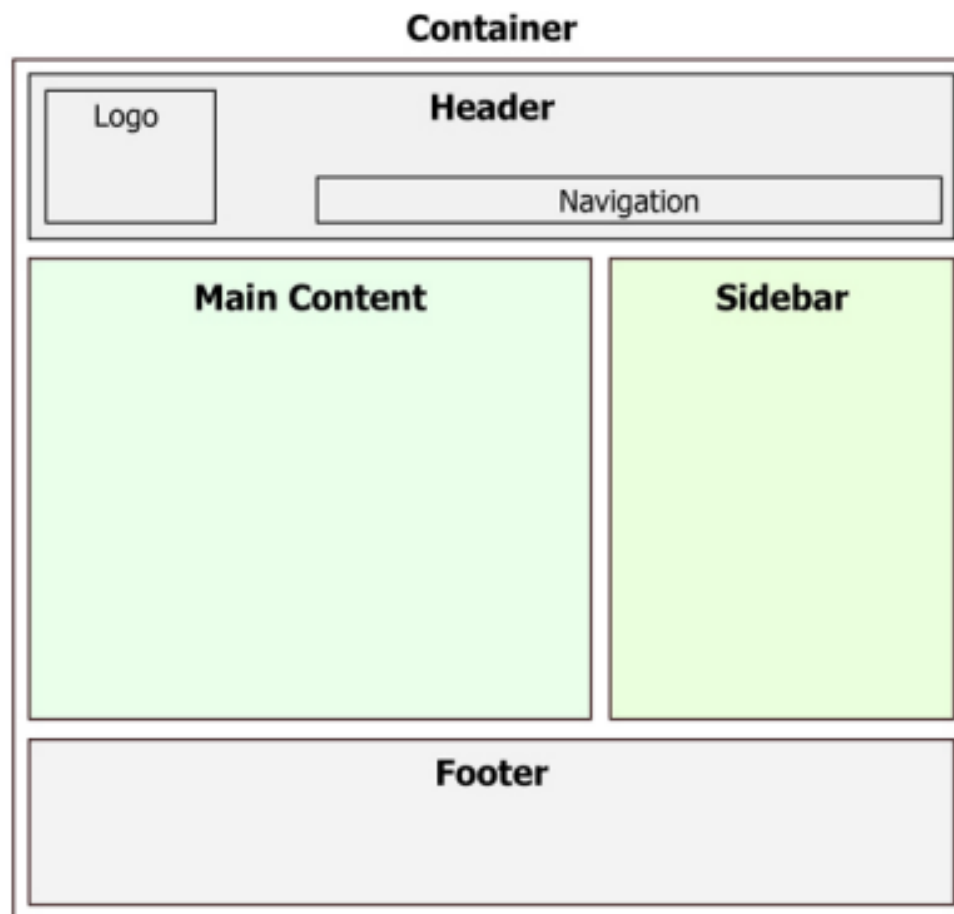 Container
Logo
Header
Navigation
Main Content
Sidebar
Footer